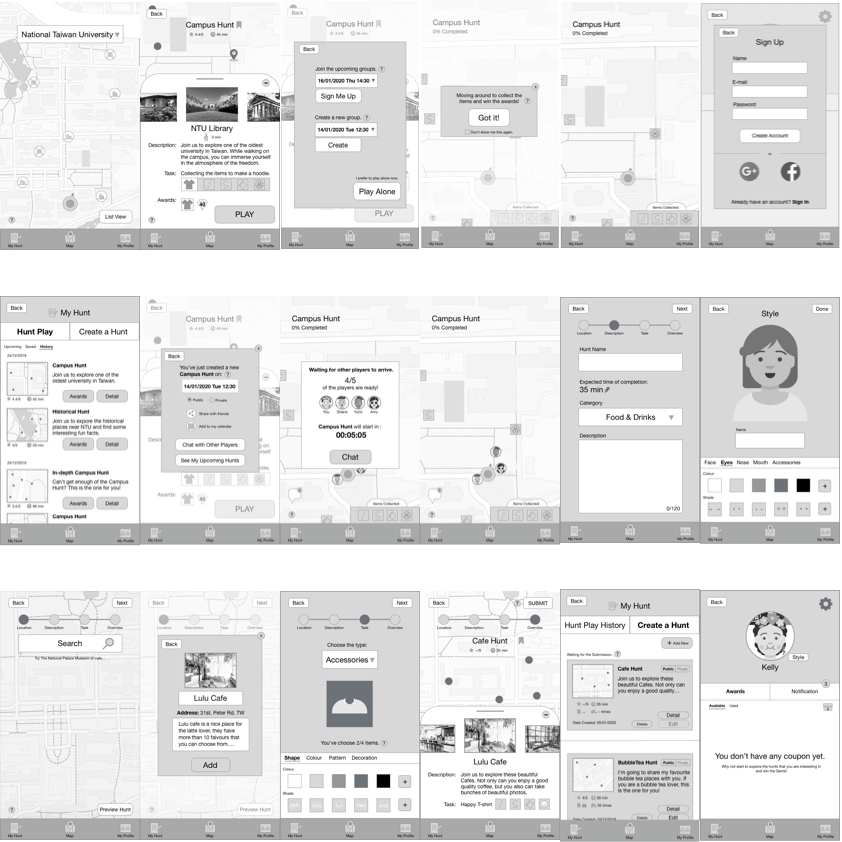 National Taiwan University ▼
List View
?
My Hunt
Map
My Profile
Back
Campus Hunt
4.4/5
45 min
NTU Library
3 min
Description: Join us to explore one of the oldest
univerisity in Taiwan. While walking on
the campus, you can immerse yourself
in the atmosphere of the freedom.
Task: Collecting the items to make a hoodie.
Awards:
40
PLAY
?
My Hunt
Map
My Profile
Back
Campus Hunt
4.4/5
45 min
Back
Join the upcoming groups. ?
16/01/2020 Thu 14:30 ▼
Sign Me Up
Create a new group. ?
14/01/2020 Tue 12:30 ▼
Create
I prefer to play alone now.
Play Alone
PLAY
My Hunt
Map
My Profile
Campus Hunt
0% Completed
Moving around to collect the
items and win the awards!
Got it!
Don't show me this again.
Items Collected
?
My Hunt
Map
My Profile
Campus Hunt
0% Completed
Items Collected
?
My Hunt
Map
My Profile
Back
Back
Sign Up
Name
E-mail
Password
Create Account
or
G+
f
Already have an account? Sign In
My Hunt
Map
My Profile
Back
My Hunt
Hunt Play
Create a Hunt
Upcoming Saved History
24/12/2019
Campus Hunt
Join us to explore one of the
oldest university in Taiwan.
Awards
Detail
Historical Hunt
Join us to explore the historical
places near NTU and find some
interesting fun facts.
Awards
Detail
In-depth Campus Hunt
Can't get enough of the Campus
Hunt? This is the one for you!
Awards
Detail
Campus Hunt
My Hunt
Map
My Profile
Back
Campus Hunt
4.4/5
45 min
Back
x
You've just created a new
Campus Hunt on: ?
14/01/2020 Tue 12:30
Public
Private
Share with friends
Add to my calendar
Chat with Other Players
See My Upcoming Hunts
Awards:
40
PLAY
My Hunt
Map
My Profile
Campus Hunt
0% Completed
Waiting for other players to arrive.
4/5
of the players are ready!
You
Shane
Yumi
Amy
Campus Hunt will start in :
00:05:05
Chat
Items Collected
?
My Hunt
Map
My Profile
Campus Hunt
0% Completed
Items Collected
?
My Hunt
Map
My Profile
Back
Next
Location
Description
Task
Overview
Hunt Name
Expected time of completion:
35 min
Catergory
Food & Drinks ▼
Description
0/120
My Hunt
Map
My Profile
Back
Style
Done
Name
Face Eyes Nose Mouth Accessories
Colour
+
Shade
+
My Hunt
Map
My Profile
Back
Next
Location
Description
Task
Overview
Search
Try The National Palace Museum or cafe...
?
Preview Hunt
My Hunt
Map
My Profile
Back
Next
Location
Description
Task
Overview
Back
x
Lulu Cafe
Address: 31st, Peter Rd, TW
Lulu cafe is a nice place for
the latte lover, they have
more than 10 falvours that
you can choose from....
Add
?
Preview Hunt
My Hunt
Map
My Profile
Back
Next
Location
Description
Task
Overview
Choose the type:
Accessories ▼
You've choose 2/4 items. ?
Shape Colour Pattern Decoration
Colour
+
Shade
+
My Hunt
Map
My Profile
Back
?
SUBMIT
Location
Description
Task
Overview
Cafe Hunt
--/5
35 min
Lulu Cafe
Description: Join us to explore these beautiful
Cafes. Not only can you enjoy a good
quality coffee, but you also can take
bunches of beautiful photos.
Task: Happy T-shirt
My Hunt
Map
My Profile
Back
My Hunt
Hunt Play History
Create a Hunt
+ Add New
Waiting for the Submission. ?
Cafe Hunt
Public
Private
Join us to explore these
beautiful Cafes. Not only can
you enjoy a good quality...
--/5
35 min
-- times
Detail
Date Created: 05/01/2020
Delete
Edit
BubbleTea Hunt
Public
Private
I'm going to share my favourite
bubble tea places with you, if
you are a bubble tea lover, this
is the one for you!
4/5
30 min
35 times
Detail
Delete
Edit
My Hunt
Map
My Profile
Back
Style
Kelly
3
Awards
Notification
Available Used
You don't have any coupon yet.
Why not start to explore the hunts that you are interesting in
and win the items!
My Hunt
Map
My Profile